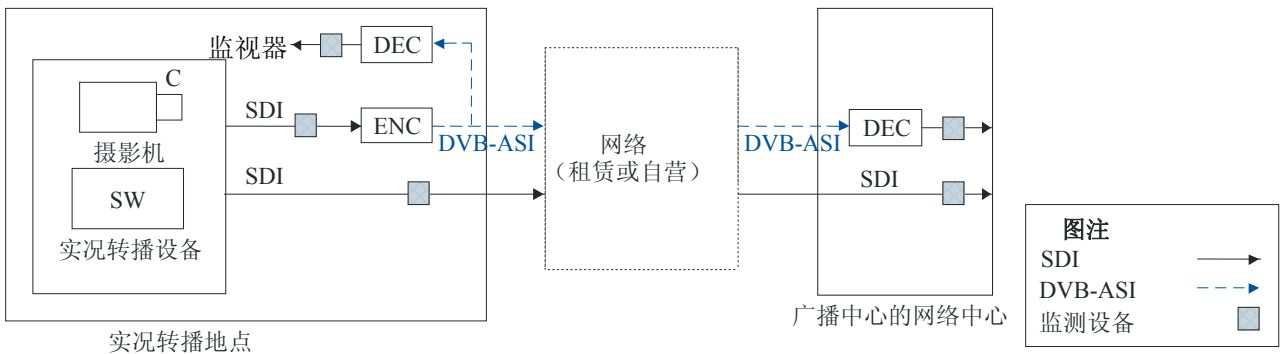 监视器
DEC
C
SDI
ENC
DVB-ASI
摄影机
SDI
SW
实况转播设备
实况转播地点
网络
（租赁或自营）
DVB-ASI
DEC
SDI
广播中心的网络中心
图注
SDI
DVB-ASI
监测设备